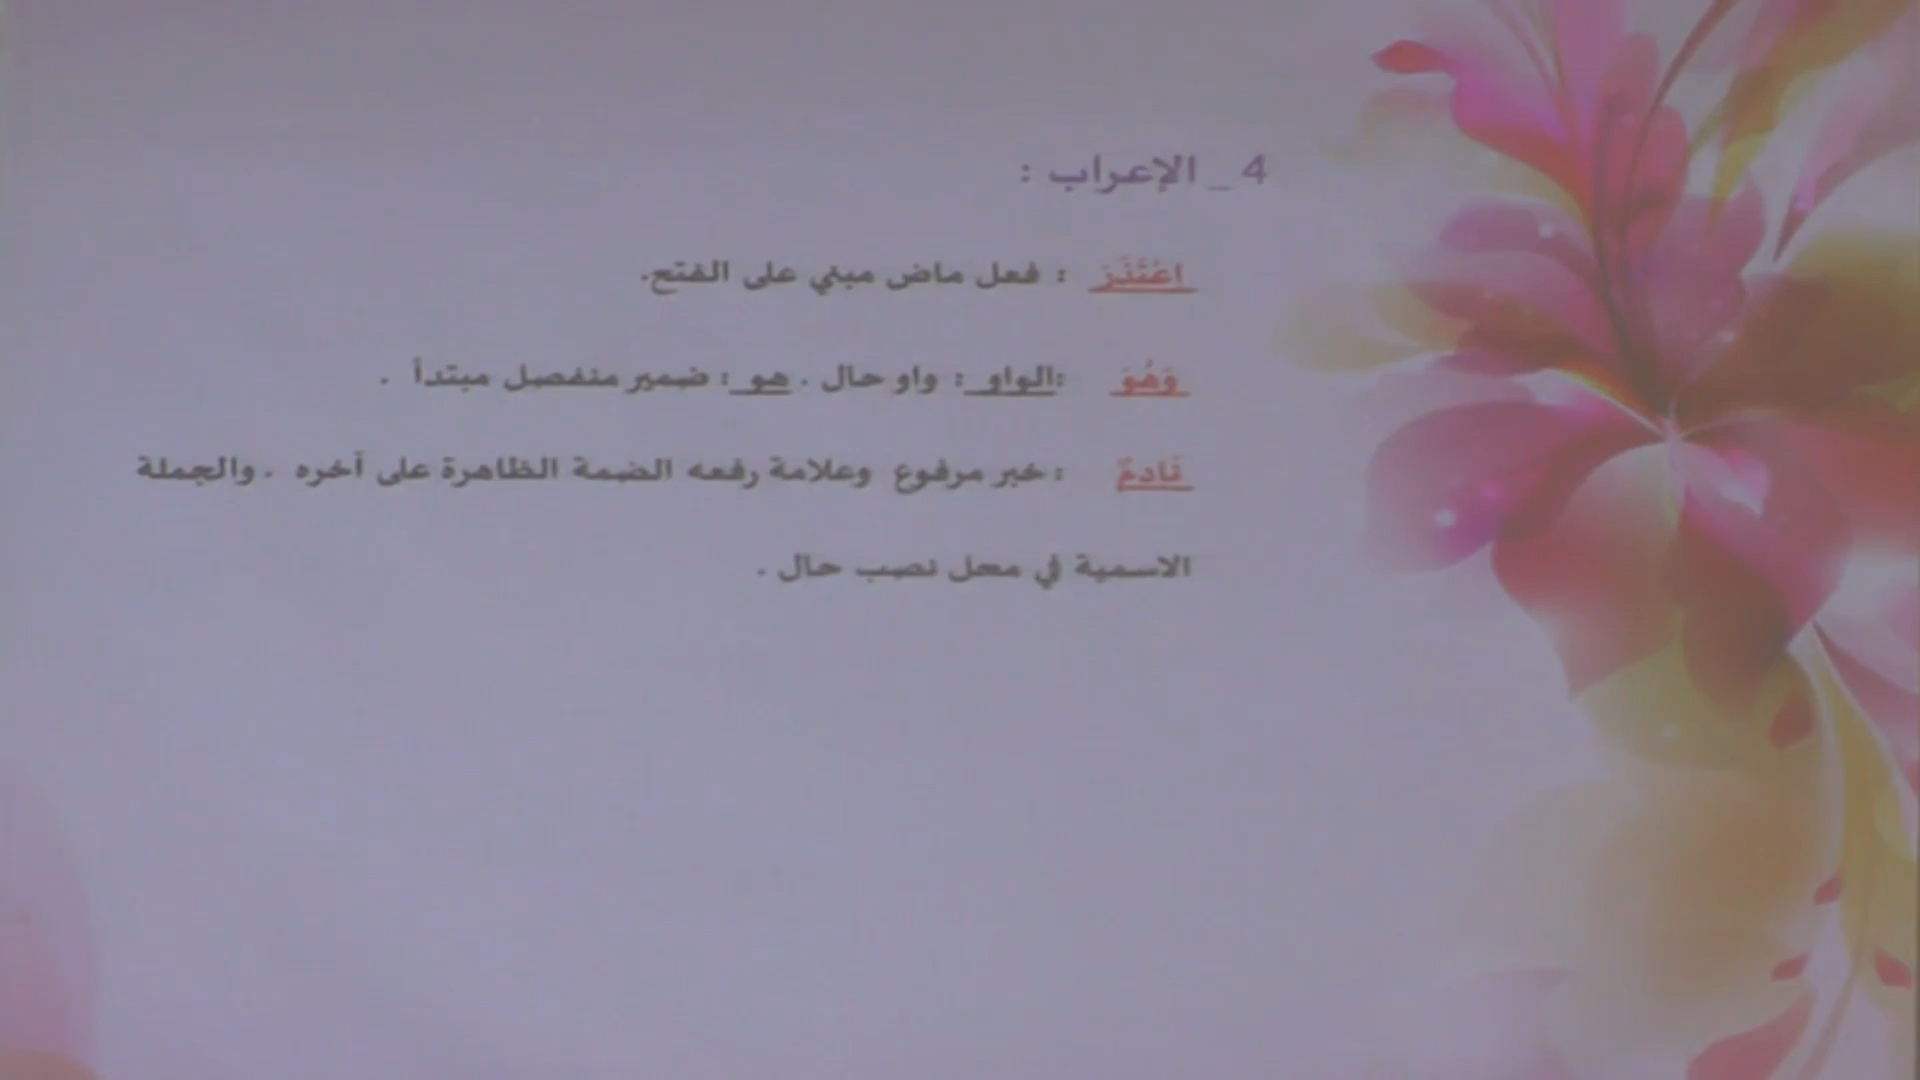 4 _ الإعراب :
اعْتَذَرَ : فعل ماض مبني على الفتح.
وَهُوَ :الواو : واو حال . هو : ضمير منفصل مبتدأ .
نَادمٌ : خبر مرفوع وعلامة رفعه الضمة الظاهرة على آخره . والجملة
الاسمية في محل نصب حال .